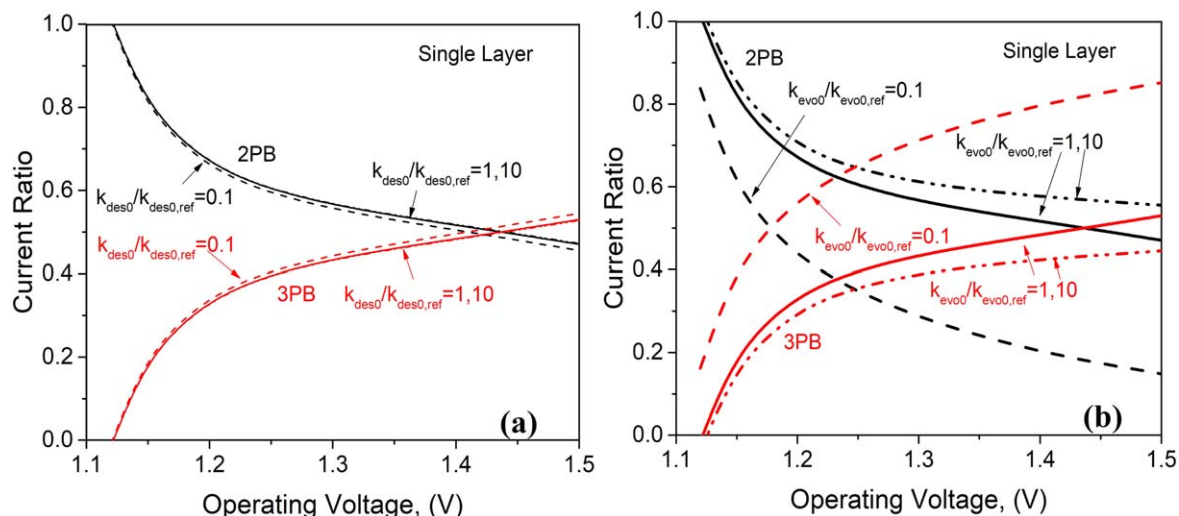 1.0
0.8
0.6
0.4
0.2
0.0
Current Ratio
Single Layer
2PB
k_des0/k_des0,ref=1,10
k_des0/k_des0,ref=0.1
k_des0/k_des0,ref=0.1
3PB
k_des0/k_des0,ref=1,10
(a)
1.1 1.2 1.3 1.4 1.5
Operating Voltage, (V)
1.0
0.8
0.6
0.4
0.2
0.0
Current Ratio
2PB
Single Layer
k_evo0/k_evo0,ref=0.1
k_evo0/k_evo0,ref=1,10
k_evo0/k_evo0,ref=0.1
k_evo0/k_evo0,ref=1,10
3PB
(b)
1.1 1.2 1.3 1.4 1.5
Operating Voltage, (V)